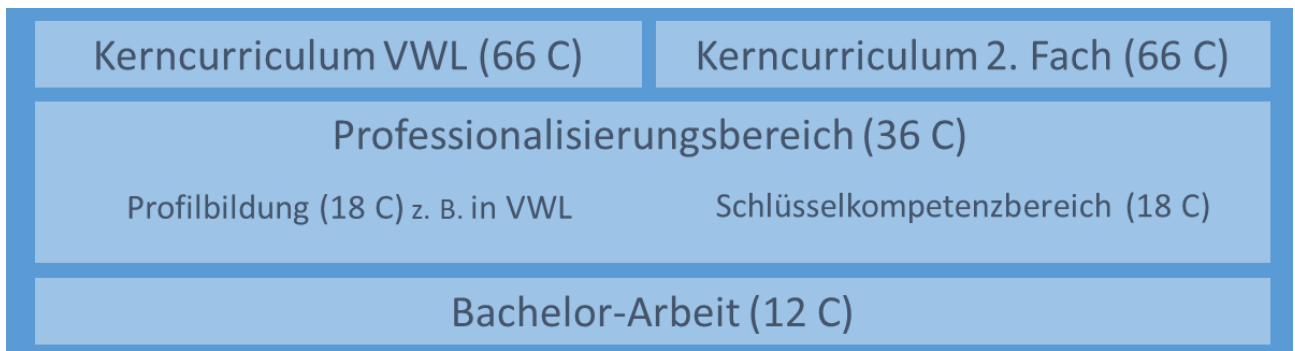 Kerncurriculum VWL (66 C)
Kerncurriculum 2. Fach (66 C)
Professionalisierungsbereich (36 C)
Profilbildung (18 C) z. B. in VWL
Schlüsselkompetenzbereich (18 C)
Bachelor-Arbeit (12 C)